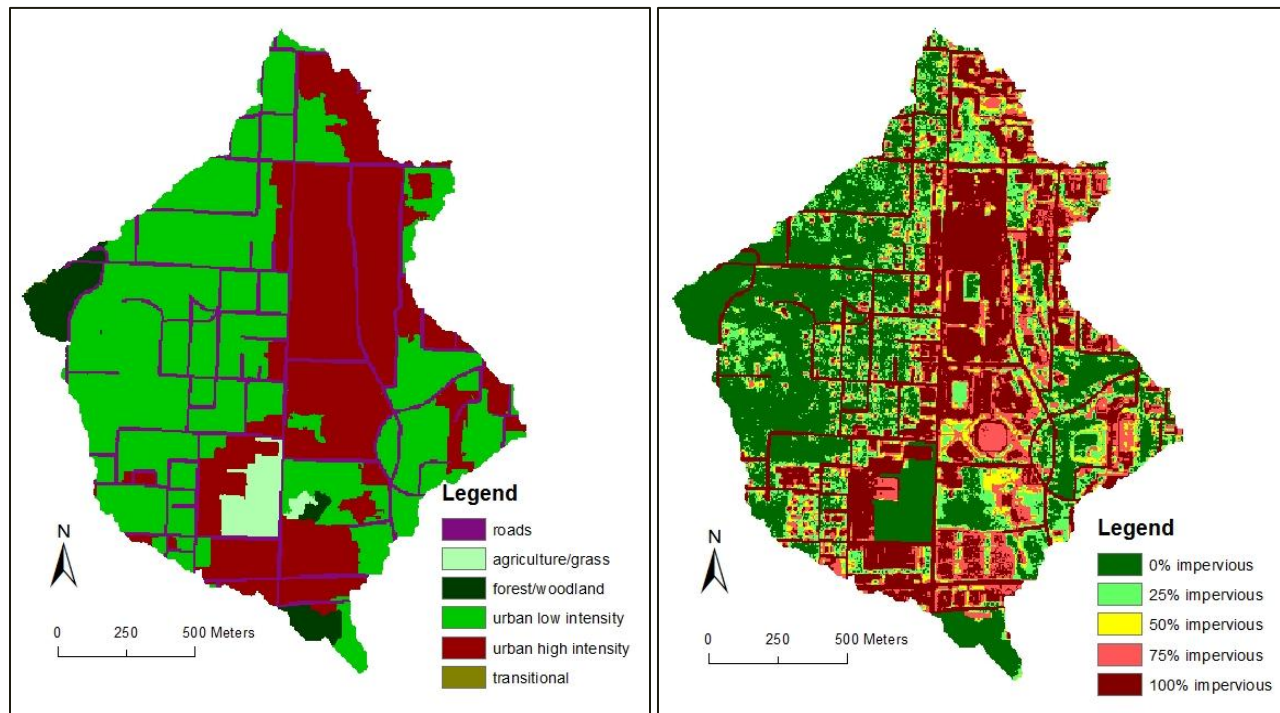 N
0 250 500 Meters
Legend
roads
agriculture/grass
forest/woodland
urban low intensity
urban high intensity
transitional
N
0 250 500 Meters
Legend
0% impervious
25% impervious
50% impervious
75% impervious
100% impervious